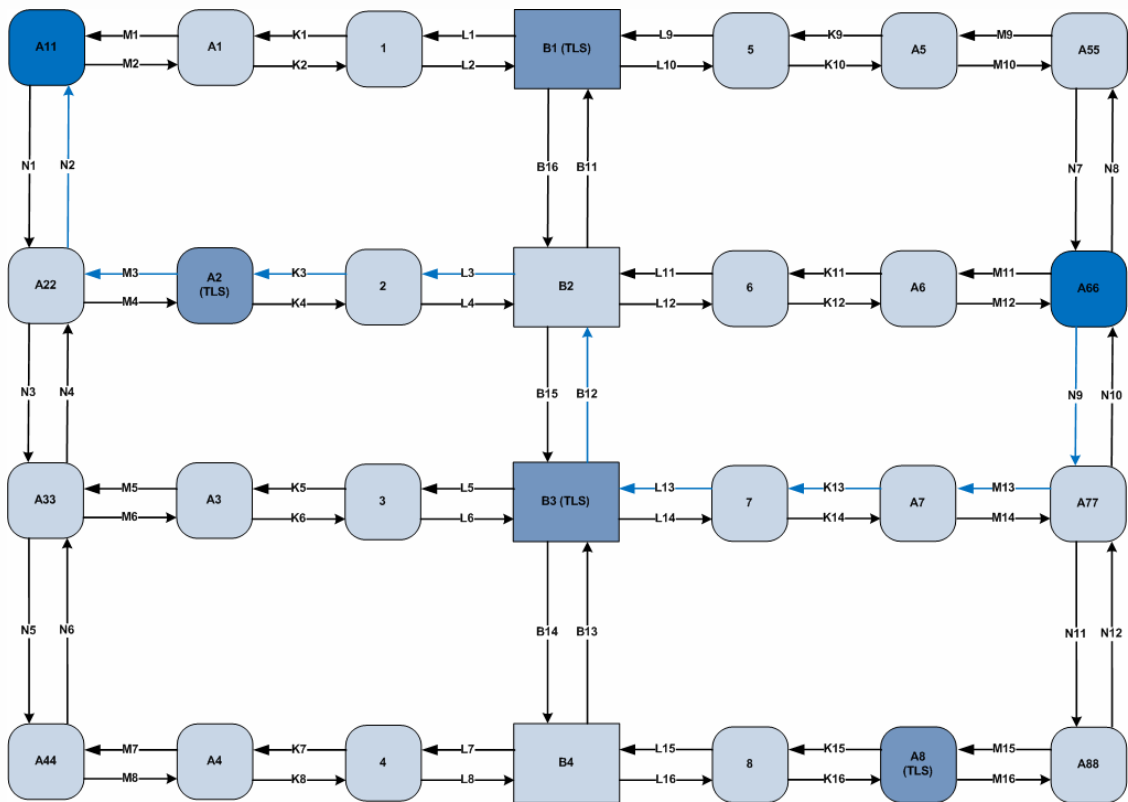 A11 M1 A1 K1 1 L1 B1 (TLS) L9 5 K9 A5 M9 A55
M2 K2 L2 L10 K10 M10
N1 N2 B16 B11 N7 N8
A22 M3 A2 K3 2 L3 B2 L11 6 K11 A6 M11 A66
(TLS)
M4 K4 L4 L12 K12 M12
N3 N4 B15 B12 N9 N10
A33 M5 A3 K5 3 L5 B3 (TLS) L13 7 K13 A7 M13 A77
M6 K6 L6 L14 K14 M14
N5 N6 B14 B13 N11 N12
A44 M7 A4 K7 4 L7 B4 L15 8 K15 A8 M15 A88
(TLS)
M8 K8 L8 L16 K16 M16